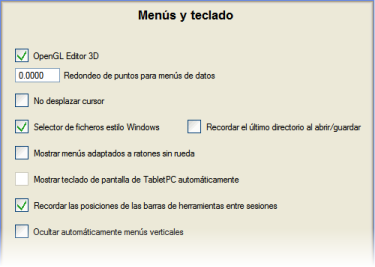 Menús y teclado
OpenGL Editor 3D
0.0000 Redondeo de puntos para menús de datos
No desplazar cursor
Selector de ficheros estilo Windows Recordar el último directorio al abrir/guardar
Mostrar menús adaptados a ratones sin rueda
Mostrar teclado de pantalla de TabletPC automáticamente
Recordar las posiciones de las barras de herramientas entre sesiones
Ocultar automáticamente menús verticales